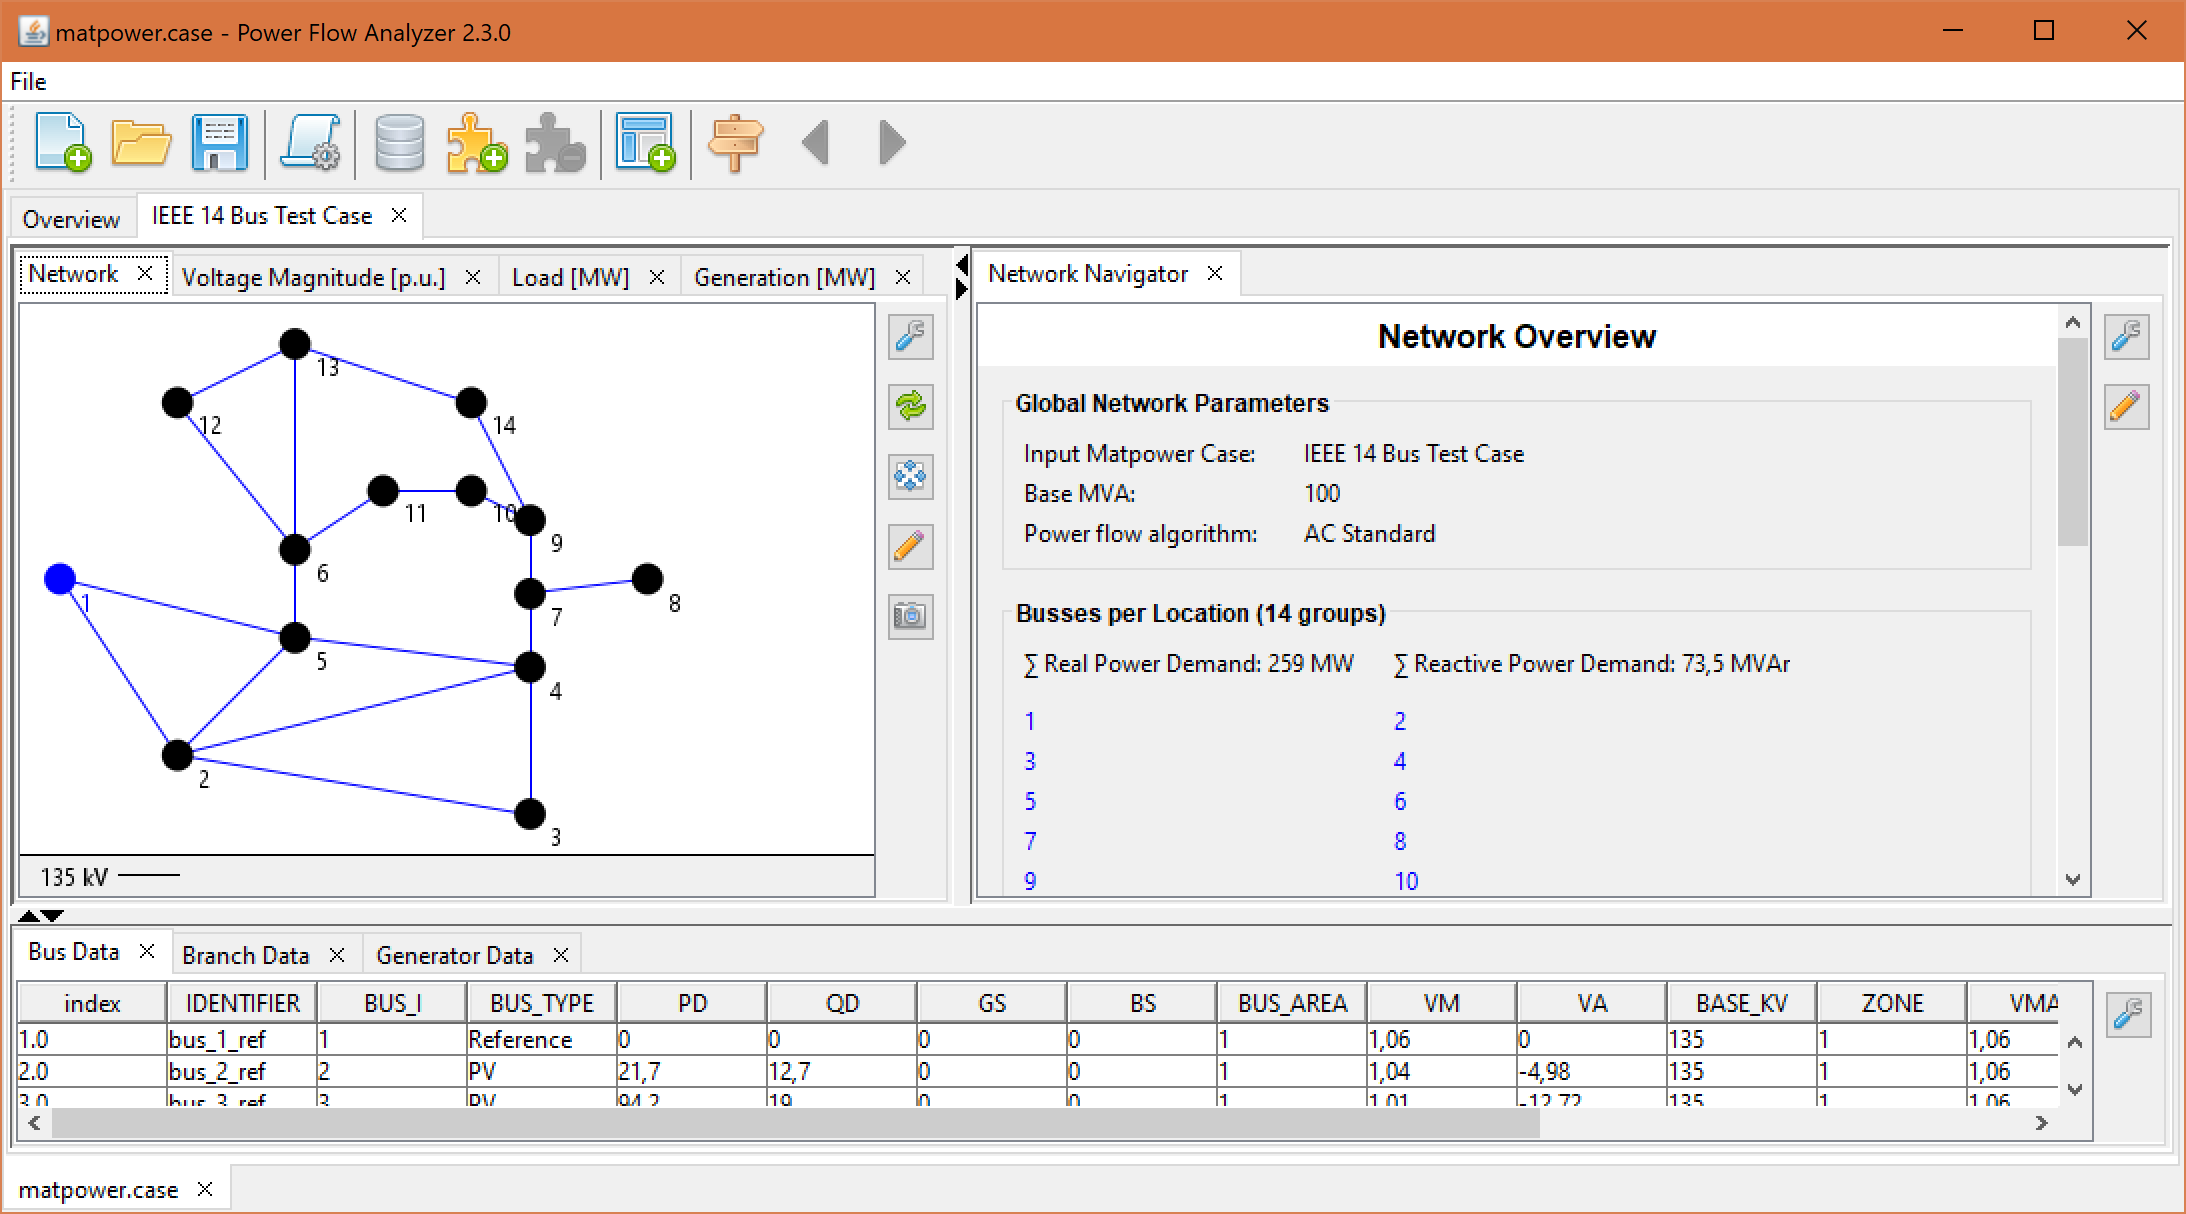 matpower.case - Power Flow Analyzer 2.3.0
File
Overview
IEEE 14 Bus Test Case
Network
Voltage Magnitude [p.u.]
Load [MW]
Generation [MW]
13
12
14
11
10
9
6
1
8
7
5
4
2
3
135 kV
Network Navigator
Network Overview
Global Network Parameters
Input Matpower Case: IEEE 14 Bus Test Case
Base MVA: 100
Power flow algorithm: AC Standard
Busses per Location (14 groups)
∑ Real Power Demand: 259 MW ∑ Reactive Power Demand: 73,5 MVAr
1 2
3 4
5 6
7 8
9 10
Bus Data
Branch Data
Generator Data
index IDENTIFIER BUS_I BUS_TYPE PD QD GS BS BUS_AREA VM VA BASE_KV ZONE VMA
1.0 bus_1_ref 1 Reference 0 0 0 0 1 1,06 0 135 1 1,06
2.0 bus_2_ref 2 PV 21,7 12,7 0 0 1 1,04 -4,98 135 1 1,06
3.0 bus_3_ref 3 PV 94,2 19 0 0 1 1,01 -12,72 135 1 1,06
matpower.case